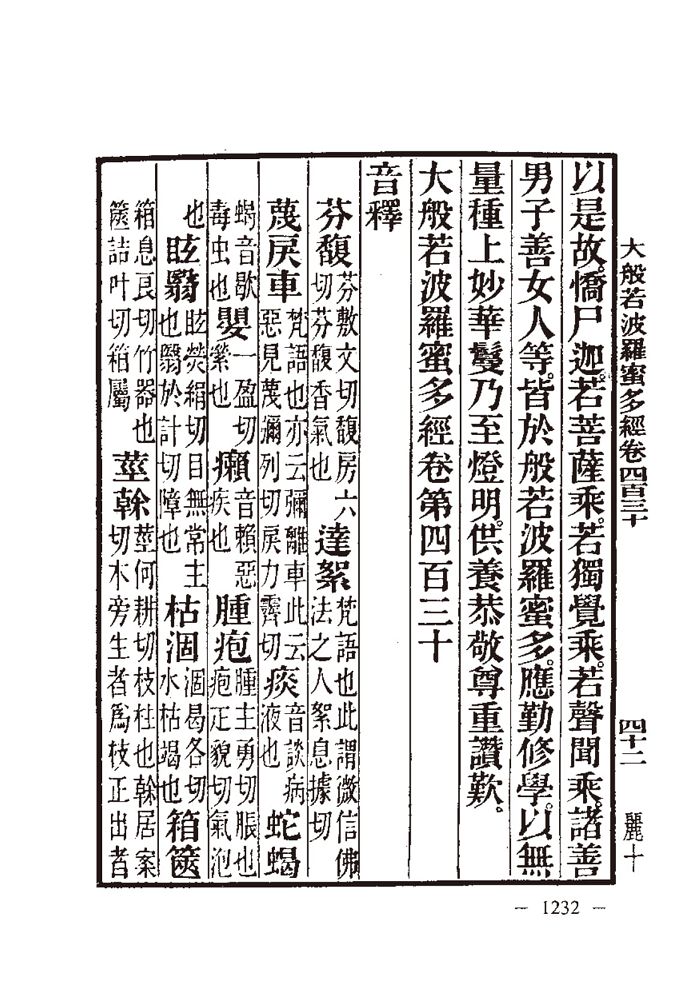 大般若波羅蜜多經卷四百三十
四十二
麗十
以是故。憍尸迦。若菩薩乘。若獨覺乘。若聲聞乘。諸善
男子善女人等。皆於般若波羅蜜多。應勤修學。以無
量種上妙華鬘乃至燈明。供養恭敬尊重讚歎。
大般若波羅蜜多經卷第四百三十
音釋
芬馥芬敷文切馥房六切芬馥香氣也 達絮梵語也此謂微信佛法之人絮息據切
蔑戾車梵語也亦云彌離車此云惡見蔑彌列切戾力霽切 痰音談病液也 蛇蝎
蝎音歇毒虫也 嬰一盈切縈也 癩音賴惡疾也 腫疱腫主勇切脹也疱正貌切氣疱
也 眩翳眩熒絹切目無常主也翳於計切障也 枯涸涸曷各切水枯竭也 箱篋
箱息良切竹器也篋詰叶切箱屬 莖榦莖何耕切枝柱也榦居案切木旁生者爲枝正出者
— 1232 —